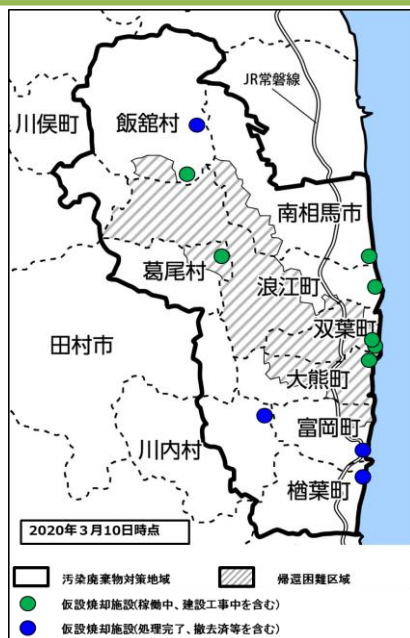 JR常磐線
川俣町
飯舘村
南相馬市
葛尾村
浪江町
双葉町
田村市
大熊町
富岡町
川内村
楢葉町
2020年3月10日時点
汚染廃棄物対策地域
帰還困難区域
仮設焼却施設(稼働中、建設工事中を含む)
仮設焼却施設(処理完了、撤去済等を含む)